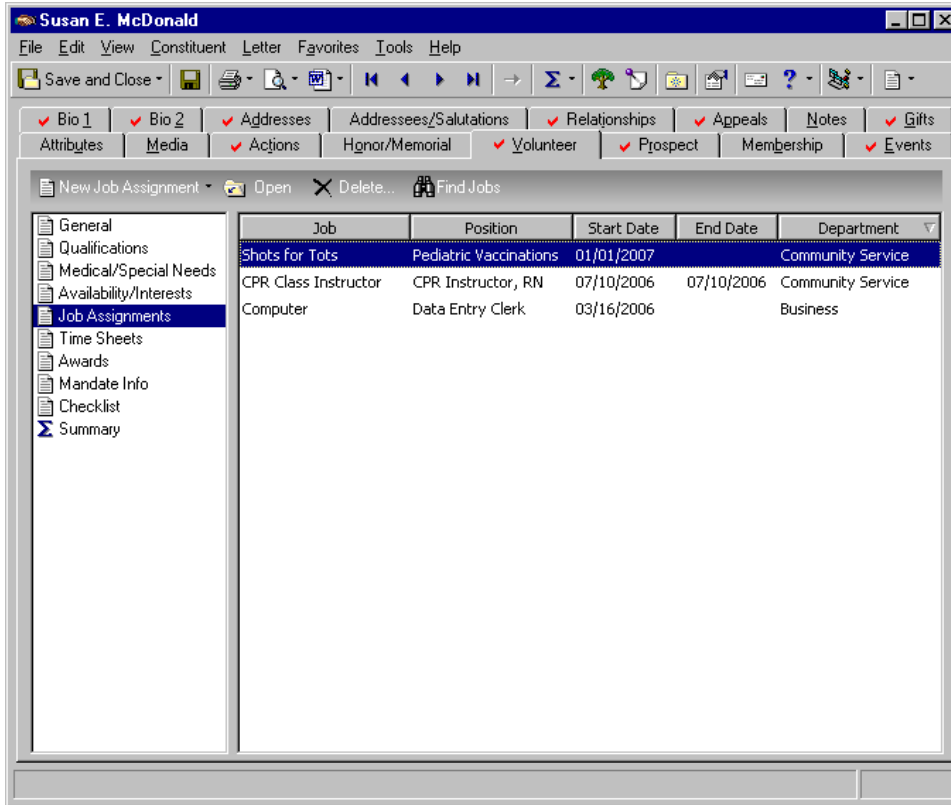 Susan E. McDonald
File Edit View Constituent Letter Favorites Tools Help
Save and Close
Bio 1 Bio 2 Addresses Addressees/Salutations Relationships Appeals Notes Gifts
Attributes Media Actions Honor/Memorial Volunteer Prospect Membership Events
New Job Assignment Open Delete... Find Jobs
General
Qualifications
Medical/Special Needs
Availability/Interests
Job Assignments
Time Sheets
Awards
Mandate Info
Checklist
Σ Summary
Job Position Start Date End Date Department
Shots for Tots Pediatric Vaccinations 01/01/2007 Community Service
CPR Class Instructor CPR Instructor, RN 07/10/2006 07/10/2006 Community Service
Computer Data Entry Clerk 03/16/2006 Business